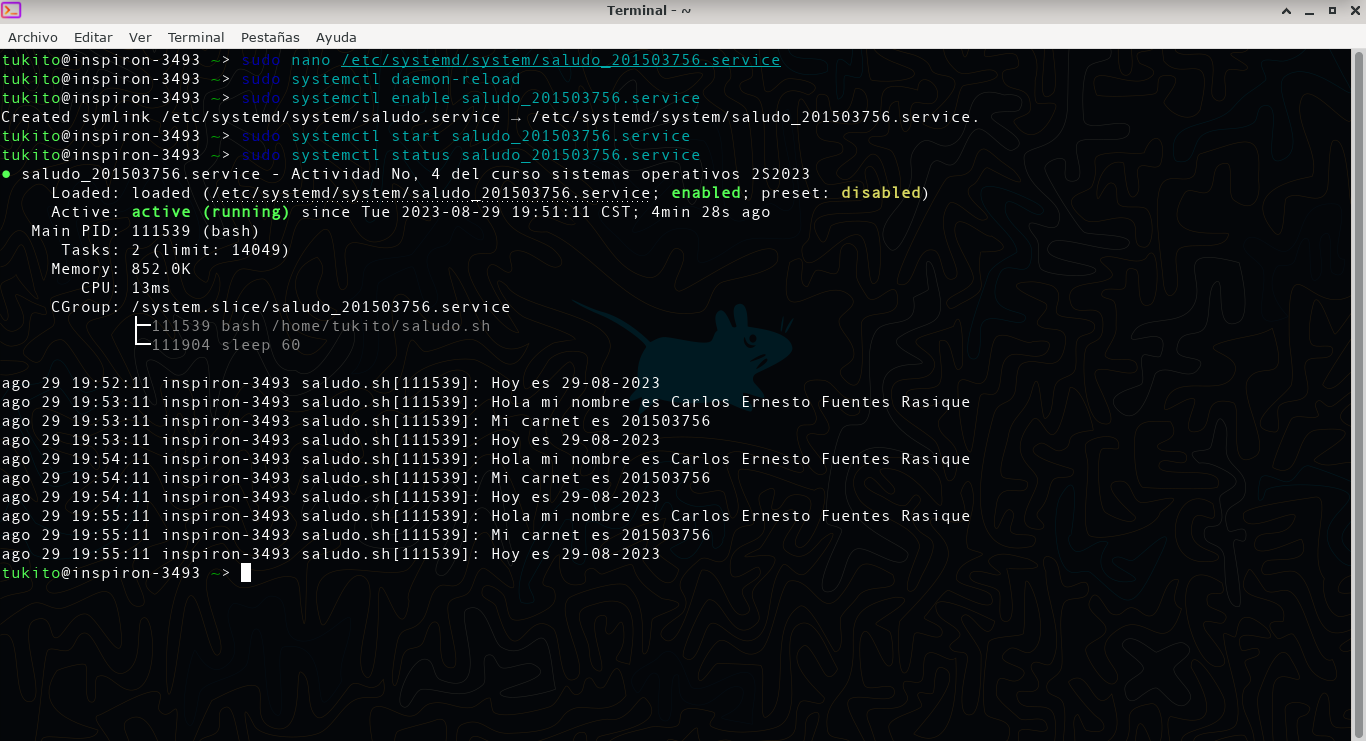 Terminal - ~
Archivo Editar Ver Terminal Pestañas Ayuda
tukito@inspiron-3493 ~> sudo nano /etc/systemd/system/saludo_201503756.service
tukito@inspiron-3493 ~> sudo systemctl daemon-reload
tukito@inspiron-3493 ~> sudo systemctl enable saludo_201503756.service
Created symlink /etc/systemd/system/saludo.service → /etc/systemd/system/saludo_201503756.service.
tukito@inspiron-3493 ~> sudo systemctl start saludo_201503756.service
tukito@inspiron-3493 ~> sudo systemctl status saludo_201503756.service
● saludo_201503756.service - Actividad No, 4 del curso sistemas operativos 2S2023
Loaded: loaded (/etc/systemd/system/saludo_201503756.service; enabled; preset: disabled)
Active: active (running) since Tue 2023-08-29 19:51:11 CST; 4min 28s ago
Main PID: 111539 (bash)
Tasks: 2 (limit: 14049)
Memory: 852.0K
CPU: 13ms
CGroup: /system.slice/saludo_201503756.service
├─111539 bash /home/tukito/saludo.sh
└─111904 sleep 60
ago 29 19:52:11 inspiron-3493 saludo.sh[111539]: Hoy es 29-08-2023
ago 29 19:53:11 inspiron-3493 saludo.sh[111539]: Hola mi nombre es Carlos Ernesto Fuentes Rasique
ago 29 19:53:11 inspiron-3493 saludo.sh[111539]: Mi carnet es 201503756
ago 29 19:53:11 inspiron-3493 saludo.sh[111539]: Hoy es 29-08-2023
ago 29 19:54:11 inspiron-3493 saludo.sh[111539]: Hola mi nombre es Carlos Ernesto Fuentes Rasique
ago 29 19:54:11 inspiron-3493 saludo.sh[111539]: Mi carnet es 201503756
ago 29 19:54:11 inspiron-3493 saludo.sh[111539]: Hoy es 29-08-2023
ago 29 19:55:11 inspiron-3493 saludo.sh[111539]: Hola mi nombre es Carlos Ernesto Fuentes Rasique
ago 29 19:55:11 inspiron-3493 saludo.sh[111539]: Mi carnet es 201503756
ago 29 19:55:11 inspiron-3493 saludo.sh[111539]: Hoy es 29-08-2023
tukito@inspiron-3493 ~>